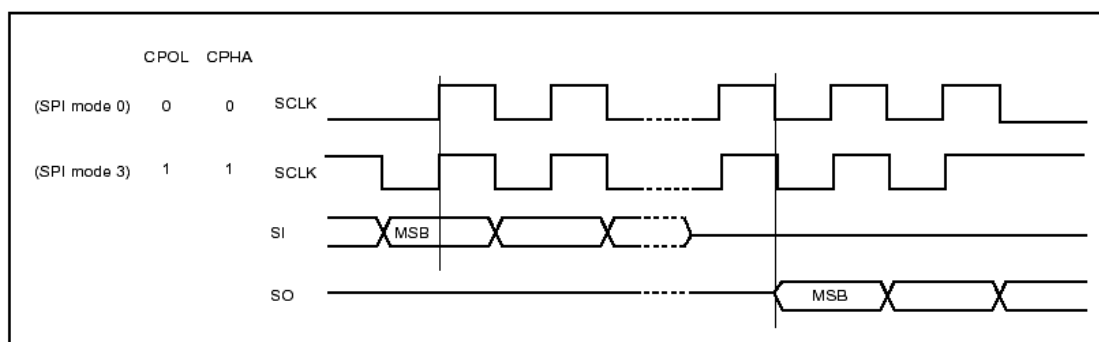 CPOL CPHA
(SPI mode 0) 0 0 SCLK
(SPI mode 3) 1 1 SCLK
SI MSB
SO MSB